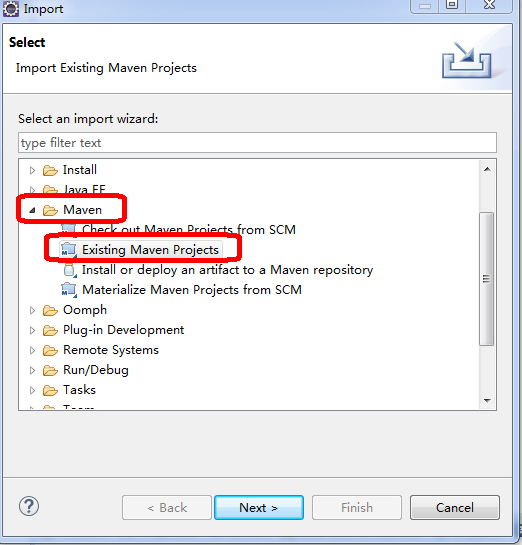 Import
Select
Import Existing Maven Projects
Select an import wizard:
type filter text
Install
Java EE
Maven
Check out Maven Projects from SCM
Existing Maven Projects
Install or deploy an artifact to a Maven repository
Materialize Maven Projects from SCM
Oomph
Plug-in Development
Remote Systems
Run/Debug
Tasks
Team
< Back
Next >
Finish
Cancel